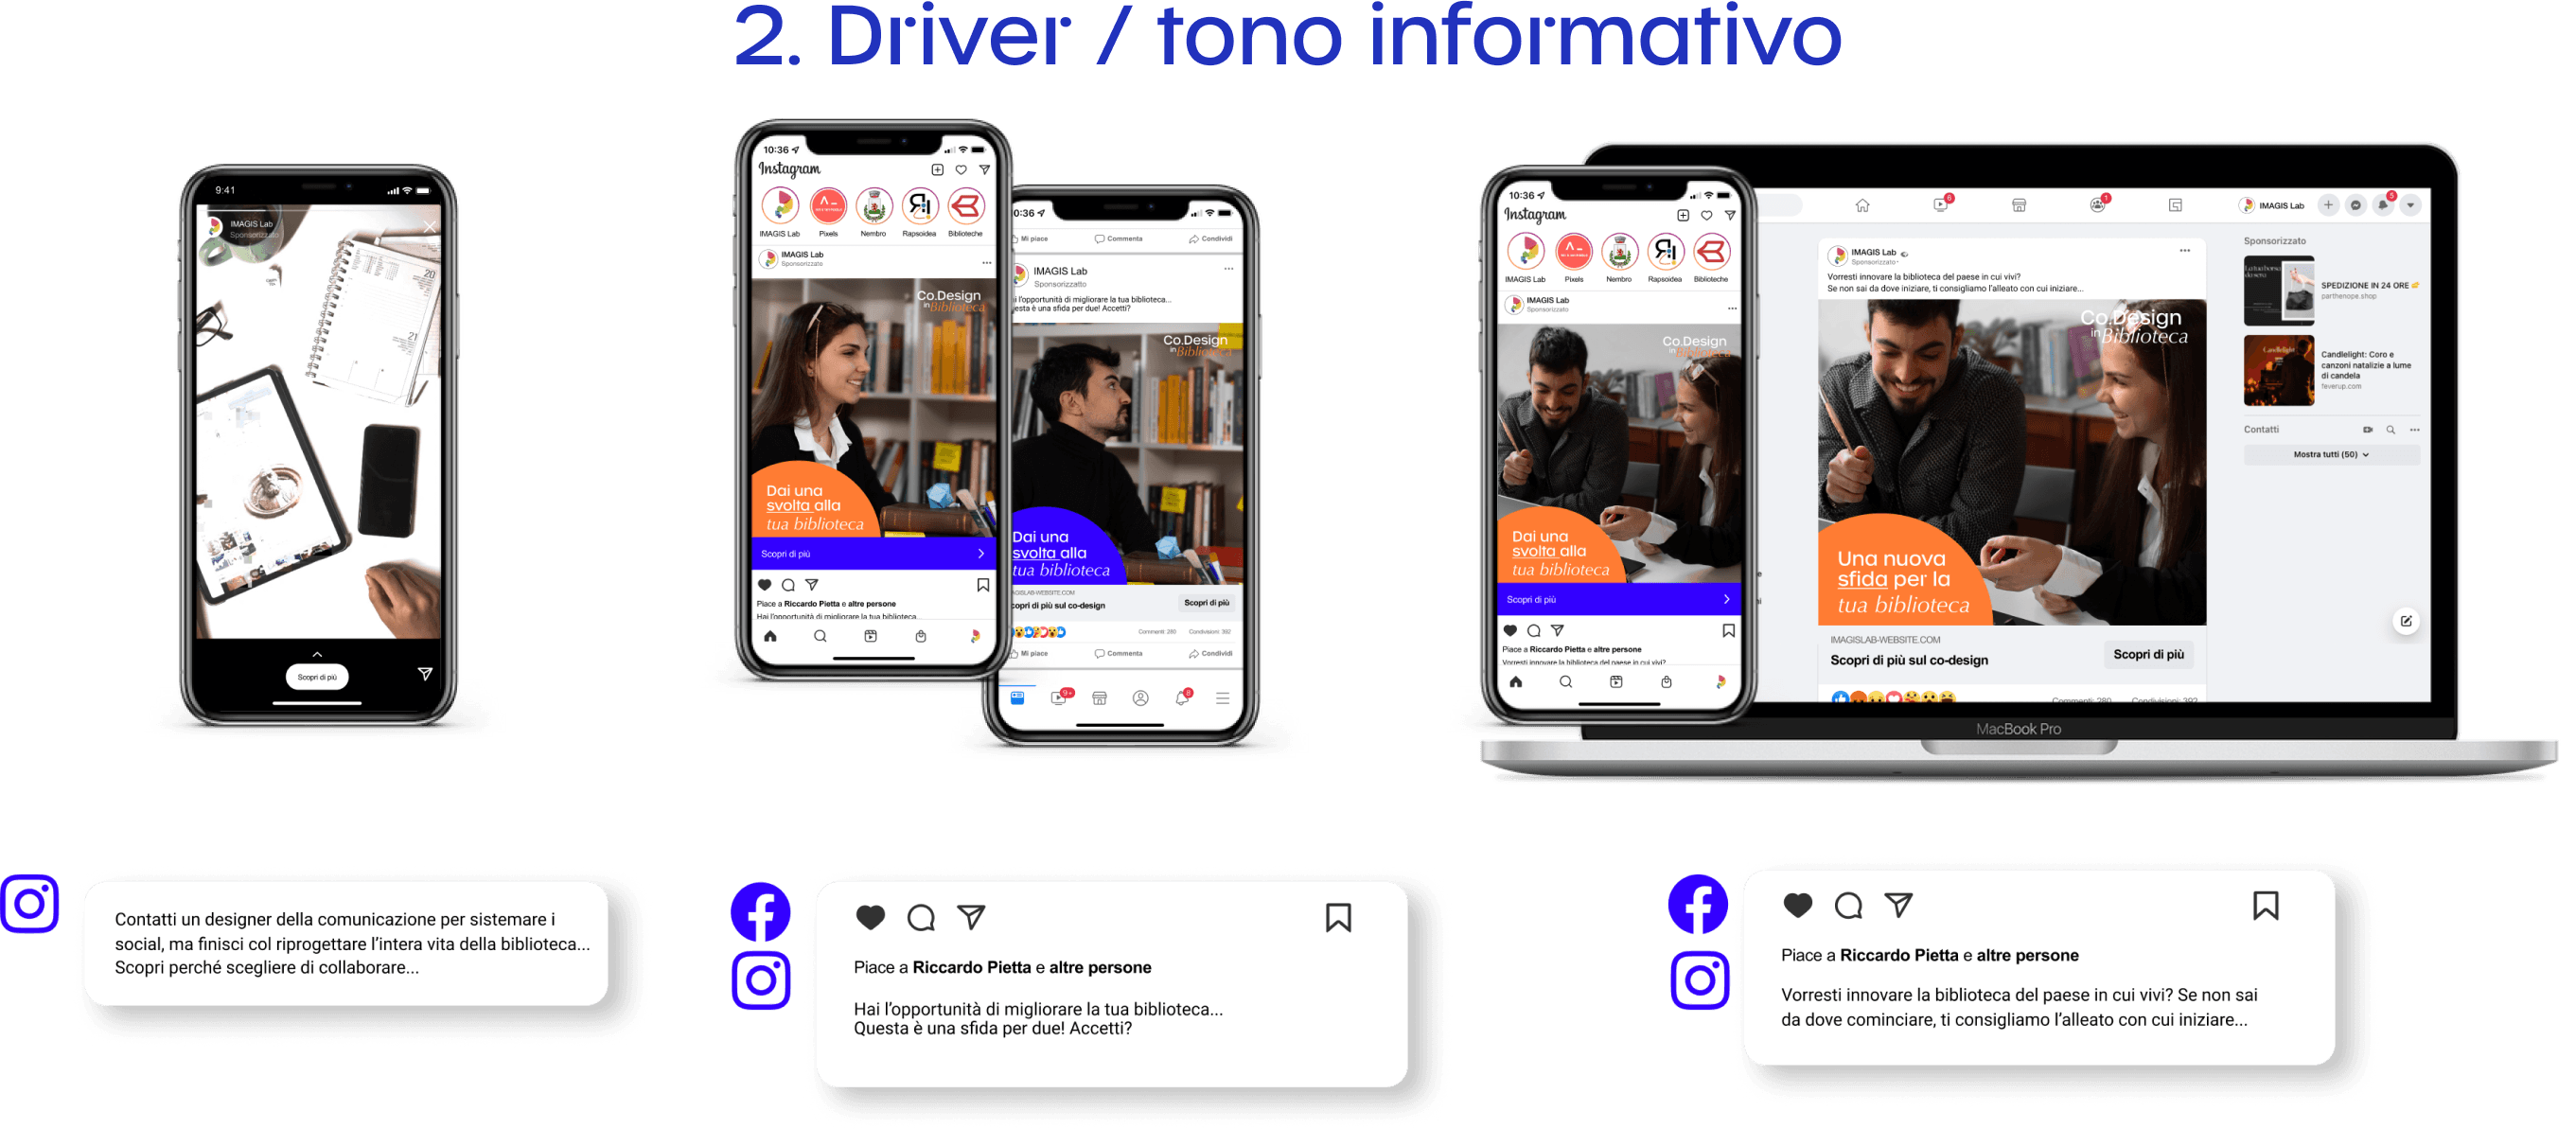 2. Driver / tono informativo
9:41
IMAGIS Lab
Sponsorizzato
20
21
Scopri di più
10:36
Instagram
IMAGIS Lab
Pixels
Nembro
Rapsoidea
Biblioteche
IMAGIS Lab
Sponsorizzato
Co.Design
in Biblioteca
Dai una
svolta alla
tua biblioteca
Scopri di più
Piace a Riccardo Pietta e altre persone
Hai l'opportunità di migliorare la tua biblioteca...
0:36
Mi piace
Commenta
Condividi
IMAGIS Lab
Sponsorizzatto
i l'opportunità di migliorare la tua biblioteca...
esta è una sfida per due! Accetti?
Co.Design
in Biblioteca
Dai una
svolta alla
tua biblioteca
AGISLAB-WEBSITE.COM
copri di più sul co-design
Scopri di più
Commenti: 280
Condivisioni: 392
Mi piace
Commenta
Condividi
9+
8
10:36
Instagram
IMAGIS Lab
Pixels
Nembro
Rapsoidea
Biblioteche
IMAGIS Lab
Sponsorizzato
Co.Design
in Biblioteca
Dai una
svolta alla
tua biblioteca
Scopri di più
Piace a Riccardo Pietta e altre persone
Vorresti innovare la biblioteca del paese in cui vivi?
6
1
IMAGIS Lab
3
IMAGIS Lab
Sponsorizzato
Vorresti innovare la biblioteca del paese in cui vivi?
Se non sai da dove iniziare, ti consigliamo l'alleato con cui iniziare...
Co.Design
in Biblioteca
Una nuova
sfida per la
tua biblioteca
IMAGISLAB-WEBSITE.COM
Scopri di più sul co-design
Scopri di più
Commenti: 280
Condivisioni: 392
Sponsorizzato
SPEDIZIONE IN 24 ORE
parthenope.shop
Candlelight
Candlelight: Coro e
canzoni natalizie a lume
di candela
feverup.com
Contatti
Mostra tutti (50)
MacBook Pro
Contatti un designer della comunicazione per sistemare i
social, ma finisci col riprogettare l'intera vita della biblioteca...
Scopri perché scegliere di collaborare...
Piace a Riccardo Pietta e altre persone
Hai l'opportunità di migliorare la tua biblioteca...
Questa è una sfida per due! Accetti?
Piace a Riccardo Pietta e altre persone
Vorresti innovare la biblioteca del paese in cui vivi? Se non sai
da dove cominciare, ti consigliamo l'alleato con cui iniziare...